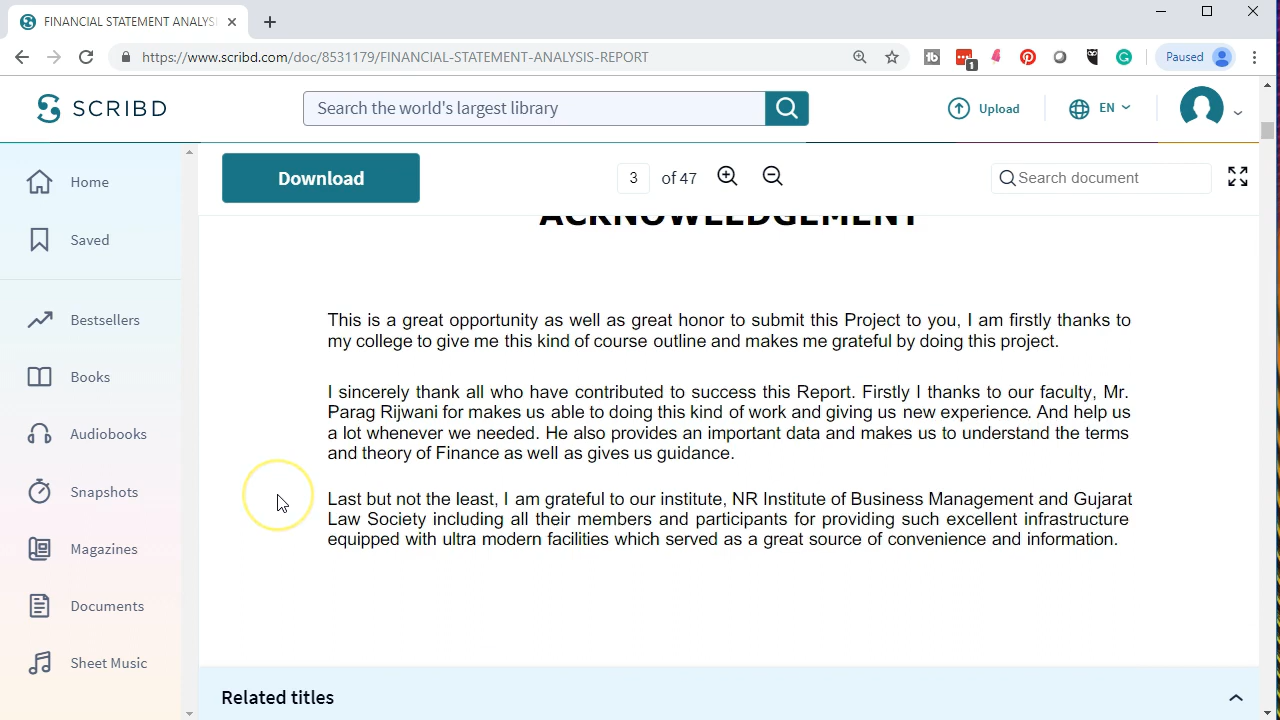 FINANCIAL STATEMENT ANALYS
https://www.scribd.com/doc/8531179/FINANCIAL-STATEMENT-ANALYSIS-REPORT
1
Paused
SCRIBD
Search the world's largest library
Upload
EN
Home
Saved
Bestsellers
Books
Audiobooks
Snapshots
Magazines
Documents
Sheet Music
Download
3 of 47
Search document
ACKNOWLEDGEMENT
This is a great opportunity as well as great honor to submit this Project to you, I am firstly thanks to
my college to give me this kind of course outline and makes me grateful by doing this project.
I sincerely thank all who have contributed to success this Report. Firstly I thanks to our faculty, Mr.
Parag Rijwani for makes us able to doing this kind of work and giving us new experience. And help us
a lot whenever we needed. He also provides an important data and makes us to understand the terms
and theory of Finance as well as gives us guidance.
Last but not the least, I am grateful to our institute, NR Institute of Business Management and Gujarat
Law Society including all their members and participants for providing such excellent infrastructure
equipped with ultra modern facilities which served as a great source of convenience and information.
Related titles